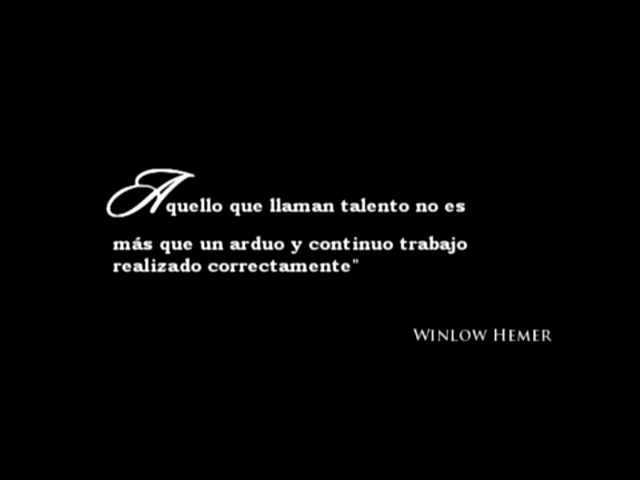 Aquello que llaman talento no es
más que un arduo y continuo trabajo
realizado correctamente"
Winlow Hemer